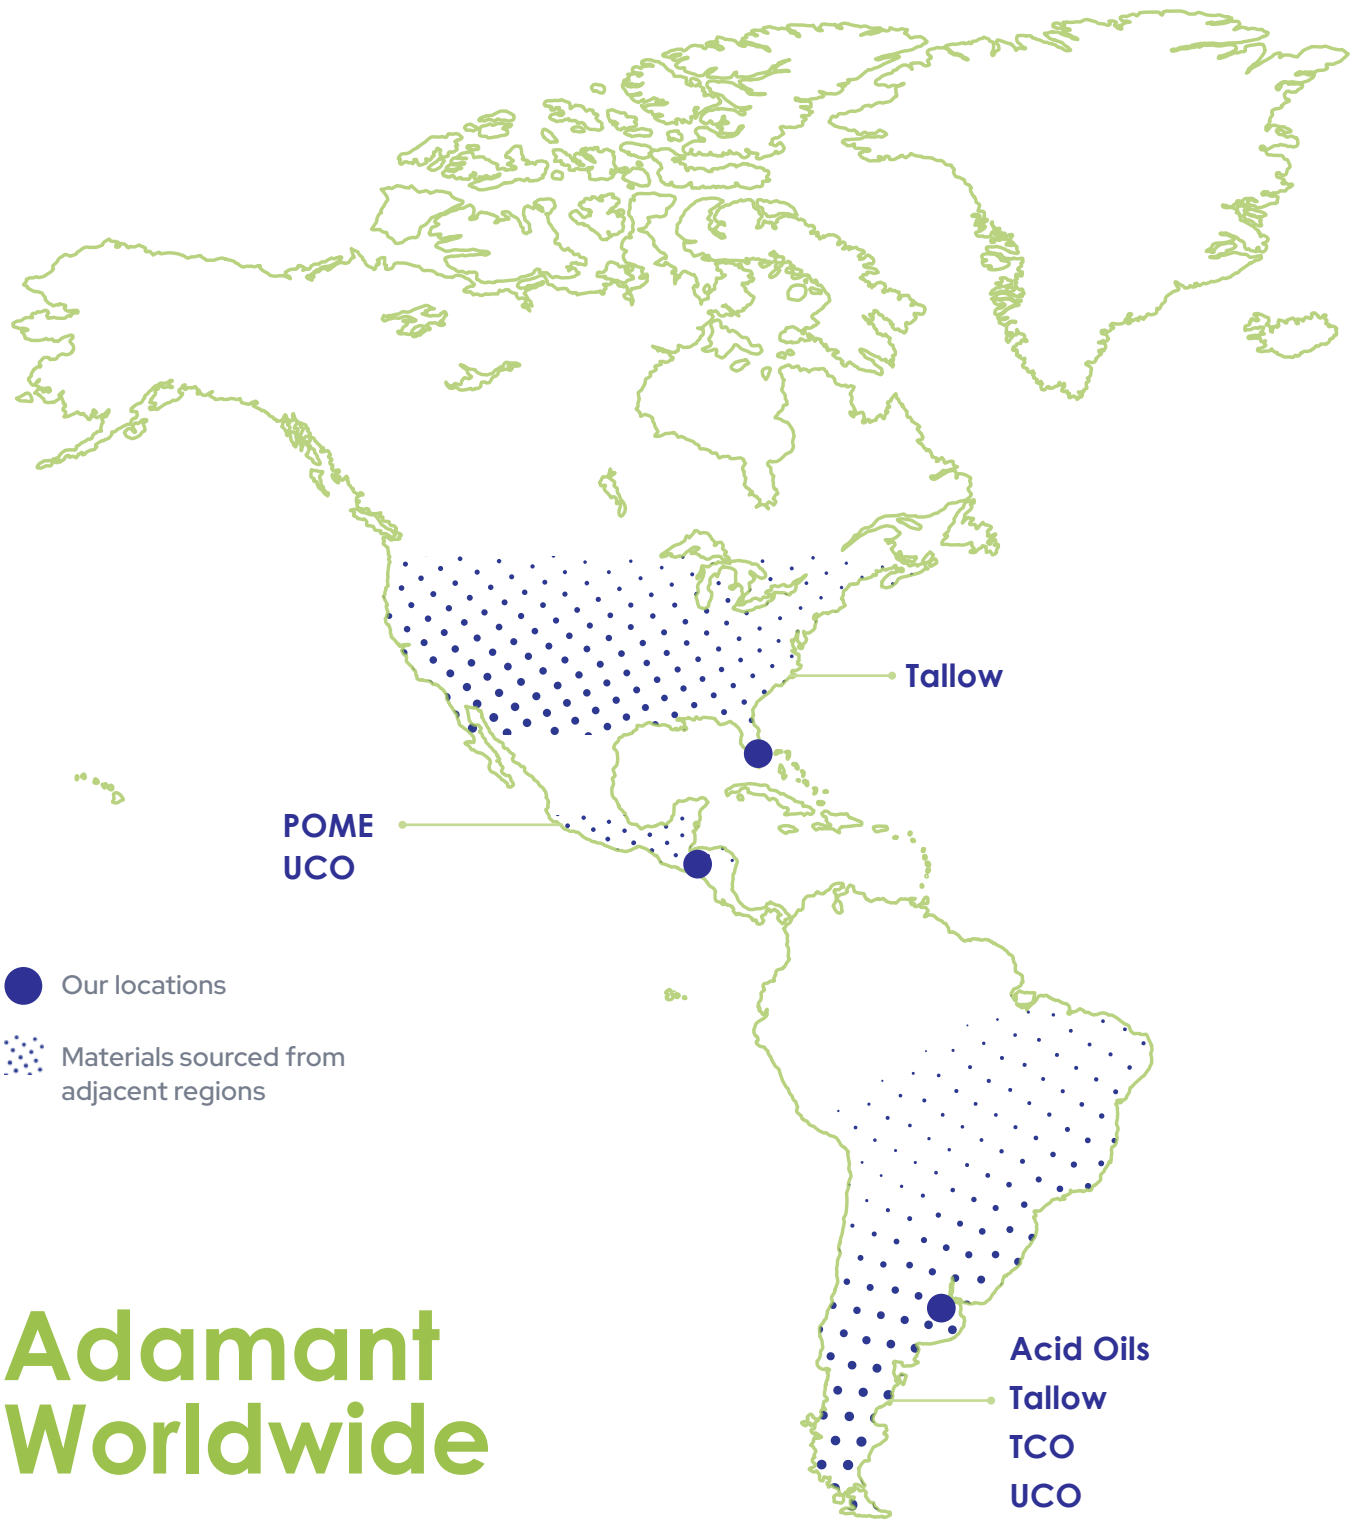 Tallow
POME
UCO
Our locations
Materials sourced from
adjacent regions
Adamant
Worldwide
Acid Oils
Tallow
TCO
UCO